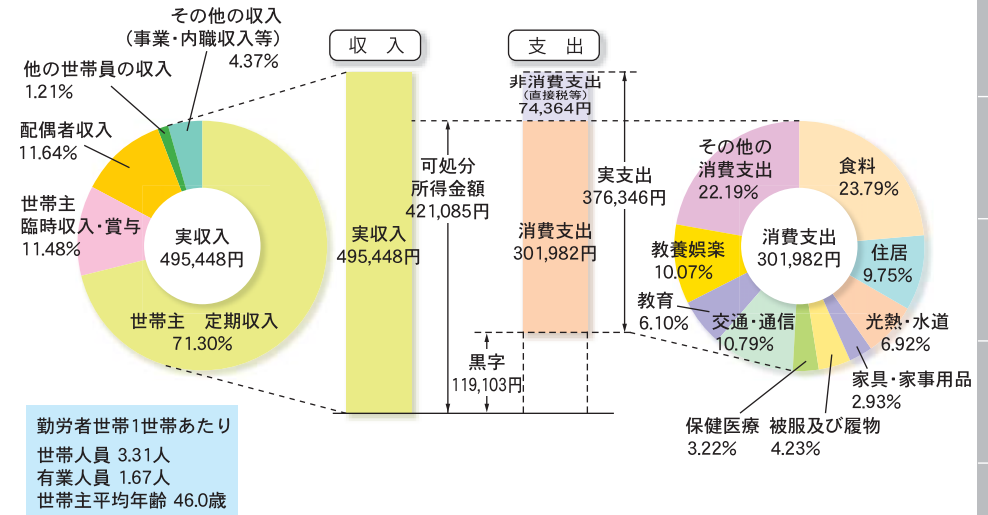 その他の収入
（事業・内職収入等）
4.37%
他の世帯員の収入
1.21%
配偶者収入
11.64%
世帯主
臨時収入・賞与
11.48%
実収入
495,448円
世帯主　定期収入
71.30%
収　入
実収入
495,448円
可処分
所得金額
421,085円
黒字
119,103円
支　出
非消費支出
（直接税等）
74,364円
消費支出
301,982円
実支出
376,346円
その他の
消費支出
22.19%
食料
23.79%
教養娯楽
10.07%
消費支出
301,982円
住居
9.75%
教育
6.10%
交通・通信
10.79%
光熱・水道
6.92%
家具・家事用品
2.93%
保健医療
3.22%
被服及び履物
4.23%
勤労者世帯1世帯あたり
世帯人員 3.31人
有業人員 1.67人
世帯主平均年齢 46.0歳